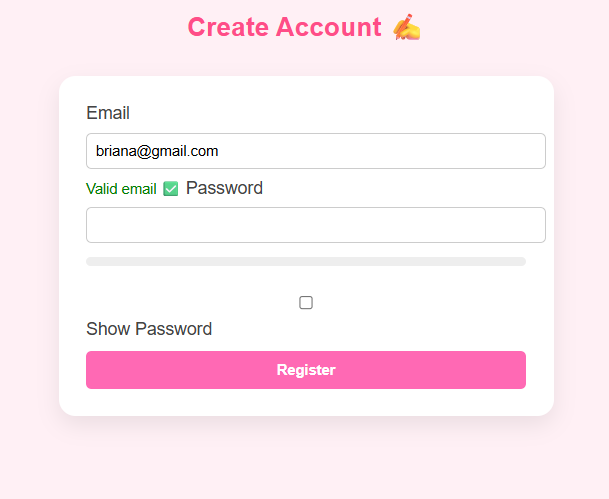 Create Account ✍️
Email
briana@gmail.com
Valid email ✅ Password
Show Password
Register